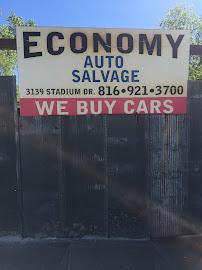 ECONOMY
AUTO
SALVAGE
3139 STADIUM DR. 816•921•3700
WE BUY CARS